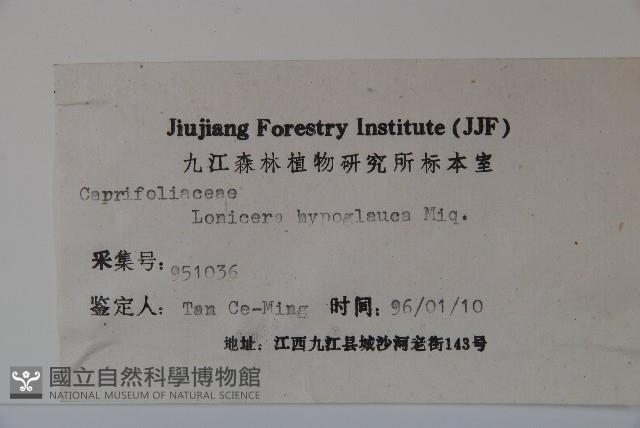 Jiujiang Forestry Institute (JJF)
九江森林植物研究所标本室
Caprifoliaceae
Lonicera hypoglauca Miq.
采集号: 951036
鉴定人: Tan Ce-Ming 时间: 96/01/10
地址: 江西九江县城沙河老街143号
國立自然科學博物館
NATIONAL MUSEUM OF NATURAL SCIENCE